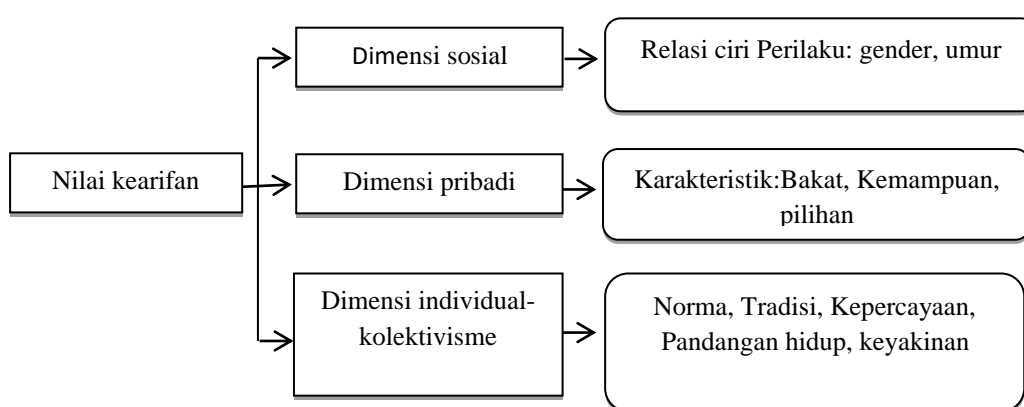 Dimensi sosial
Relasi ciri Perilaku: gender, umur
Nilai kearifan
Dimensi pribadi
Karakteristik:Bakat, Kemampuan,
pilihan
Dimensi individual-
kolektivisme
Norma, Tradisi, Kepercayaan,
Pandangan hidup, keyakinan